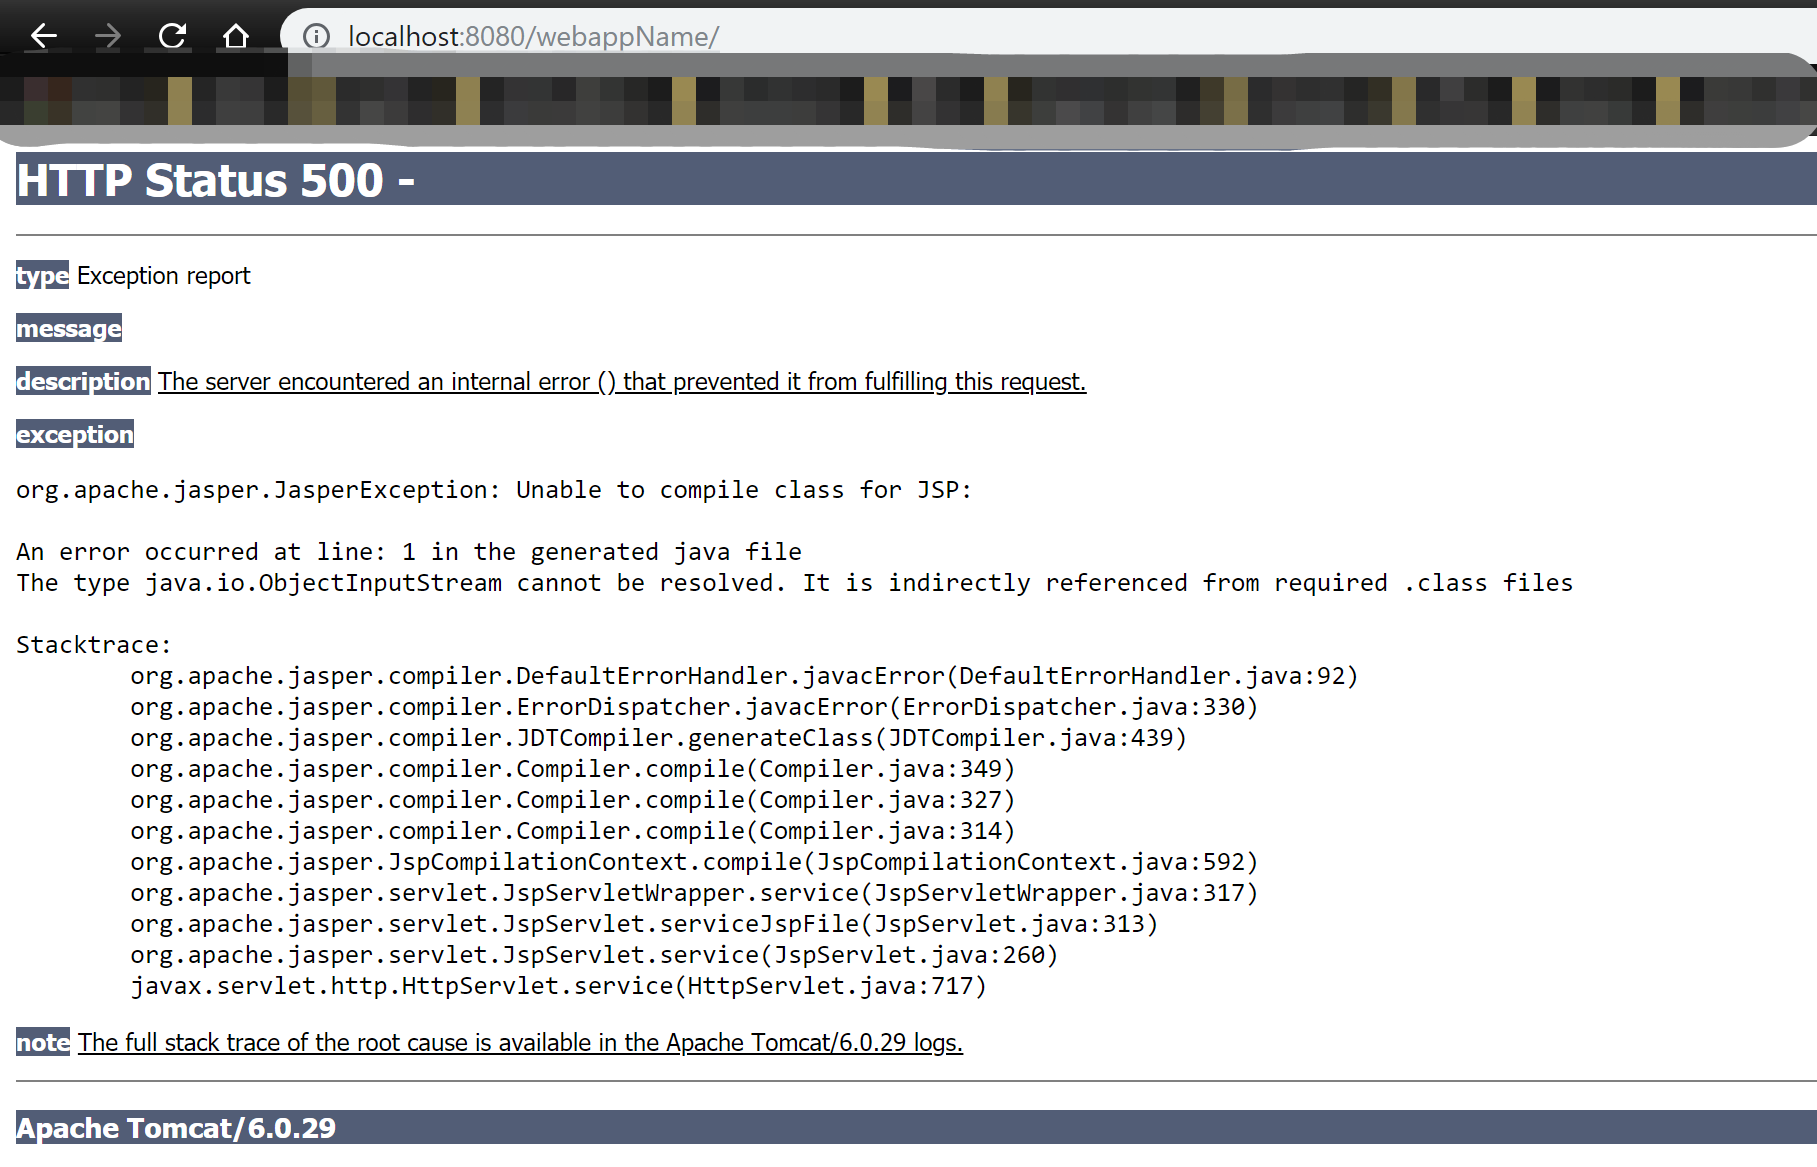 localhost:8080/webappName/
HTTP Status 500 -
type Exception report
message
description The server encountered an internal error () that prevented it from fulfilling this request.
exception
org.apache.jasper.JasperException: Unable to compile class for JSP:
An error occurred at line: 1 in the generated java file
The type java.io.ObjectInputStream cannot be resolved. It is indirectly referenced from required .class files
Stacktrace:
org.apache.jasper.compiler.DefaultErrorHandler.javacError(DefaultErrorHandler.java:92)
org.apache.jasper.compiler.ErrorDispatcher.javacError(ErrorDispatcher.java:330)
org.apache.jasper.compiler.JDTCompiler.generateClass(JDTCompiler.java:439)
org.apache.jasper.compiler.Compiler.compile(Compiler.java:349)
org.apache.jasper.compiler.Compiler.compile(Compiler.java:327)
org.apache.jasper.compiler.Compiler.compile(Compiler.java:314)
org.apache.jasper.JspCompilationContext.compile(JspCompilationContext.java:592)
org.apache.jasper.servlet.JspServletWrapper.service(JspServletWrapper.java:317)
org.apache.jasper.servlet.JspServlet.serviceJspFile(JspServlet.java:313)
org.apache.jasper.servlet.JspServlet.service(JspServlet.java:260)
javax.servlet.http.HttpServlet.service(HttpServlet.java:717)
note The full stack trace of the root cause is available in the Apache Tomcat/6.0.29 logs.
Apache Tomcat/6.0.29